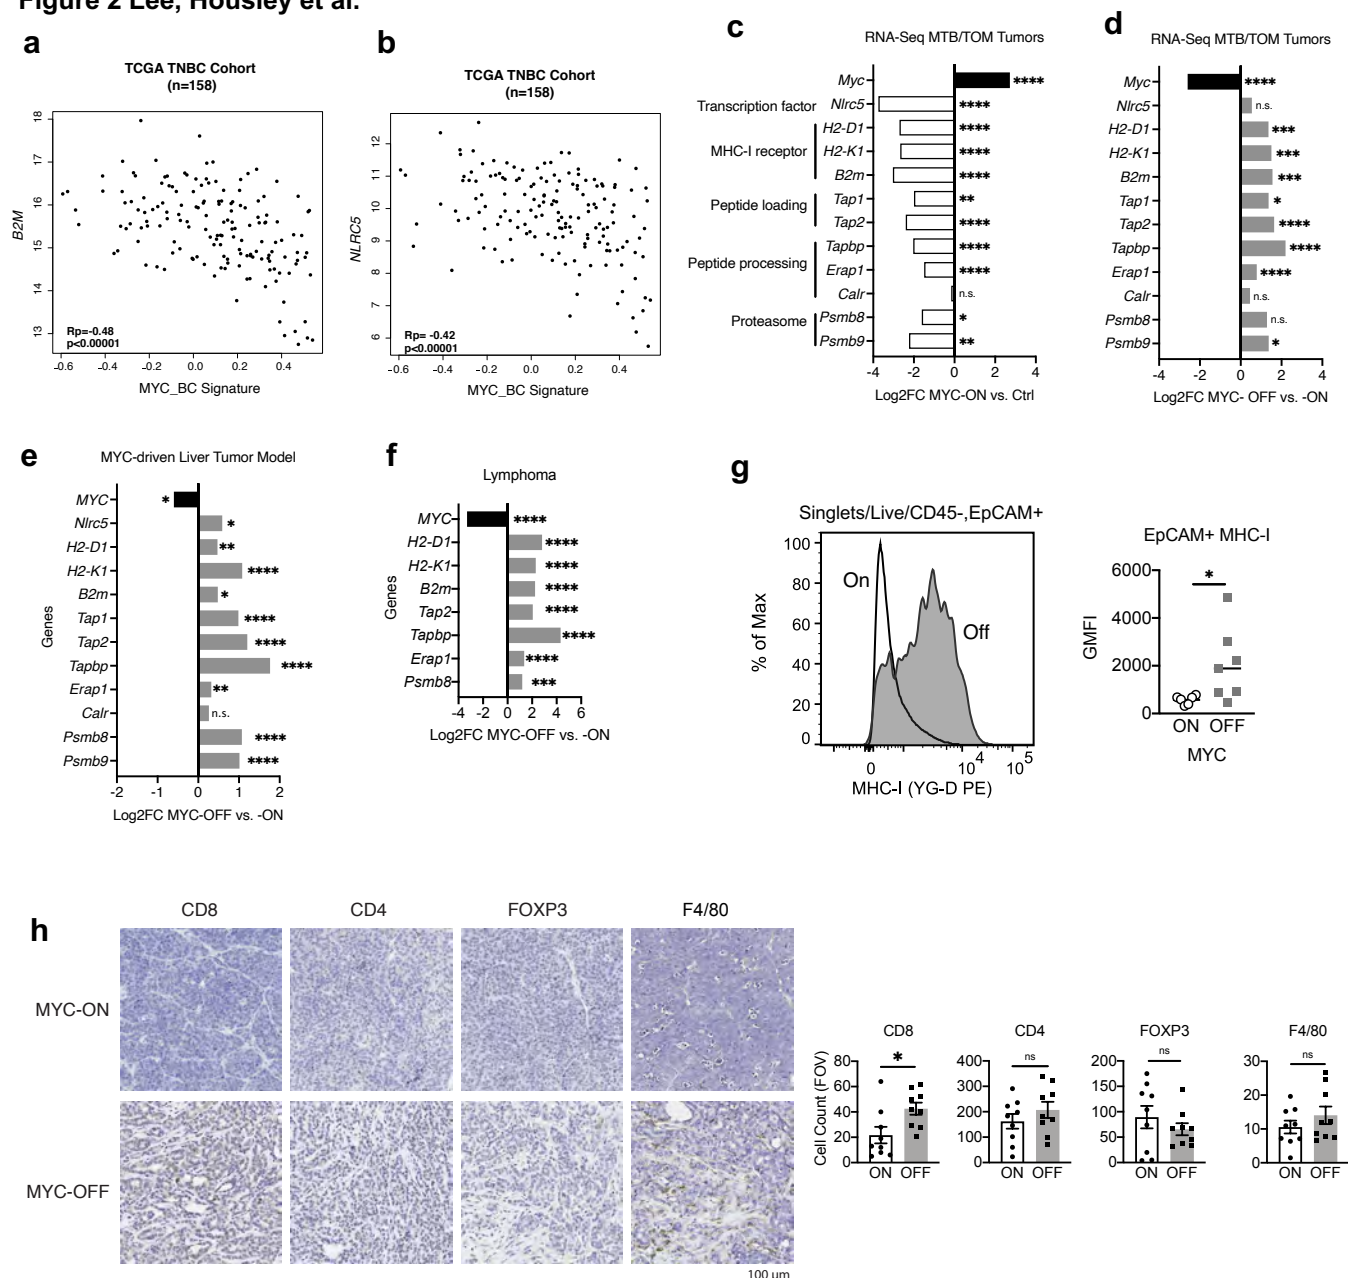 Figure 2 Lee, Housley et al.
a
TCGA TNBC Cohort
(n=158)
B2M
18
17
16
15
14
13
Rp=-0.48
p<0.00001
-0.6
-0.4
-0.2
0.0
0.2
0.4
MYC_BC Signature
b
TCGA TNBC Cohort
(n=158)
NLRC5
12
11
10
9
8
7
6
Rp= -0.42
p<0.00001
-0.6
-0.4
-0.2
0.0
0.2
0.4
MYC_BC Signature
c
RNA-Seq MTB/TOM Tumors
Myc ****
Transcription factor Nlrc5 ****
H2-D1 ****
MHC-I receptor H2-K1 ****
B2m ****
Tap1 **
Peptide loading
Tap2 ****
Tapbp ****
Peptide processing
Erap1 ****
Calr n.s.
Proteasome Psmb8 *
Psmb9 **
-4 -2 0 2 4
Log2FC MYC-ON vs. Ctrl
d
RNA-Seq MTB/TOM Tumors
Myc ****
Nlrc5 n.s.
H2-D1 ***
H2-K1 ***
B2m ***
Tap1 *
Tap2 ****
Tapbp ****
Erap1 ****
Calr n.s.
Psmb8 n.s.
Psmb9 *
-4 -2 0 2 4
Log2FC MYC- OFF vs. -ON
e
MYC-driven Liver Tumor Model
Genes
MYC *
Nlrc5 *
H2-D1 **
H2-K1 ****
B2m *
Tap1 ****
Tap2 ****
Tapbp ****
Erap1 **
Calr n.s.
Psmb8 ****
Psmb9 ****
-2 -1 0 1 2
Log2FC MYC-OFF vs. -ON
f
Lymphoma
Genes
MYC ****
H2-D1 ****
H2-K1 ****
B2m ****
Tap2 ****
Tapbp ****
Erap1 ****
Psmb8 ***
-4 -2 0 2 4 6
Log2FC MYC-OFF vs. -ON
g
Singlets/Live/CD45-,EpCAM+
% of Max
100
80
60
40
20
0
On
Off
0 10⁴ 10⁵
MHC-I (YG-D PE)
EpCAM+ MHC-I
GMFI
6000
4000
2000
0
*
ON OFF
MYC
h
CD8 CD4 FOXP3 F4/80
MYC-ON
MYC-OFF
100 um
Cell Count (FOV)
CD8
80
60
40
20
0
*
ON OFF
CD4
400
300
200
100
0
ns
ON OFF
FOXP3
200
150
100
50
0
ns
ON OFF
F4/80
30
20
10
0
ns
ON OFF